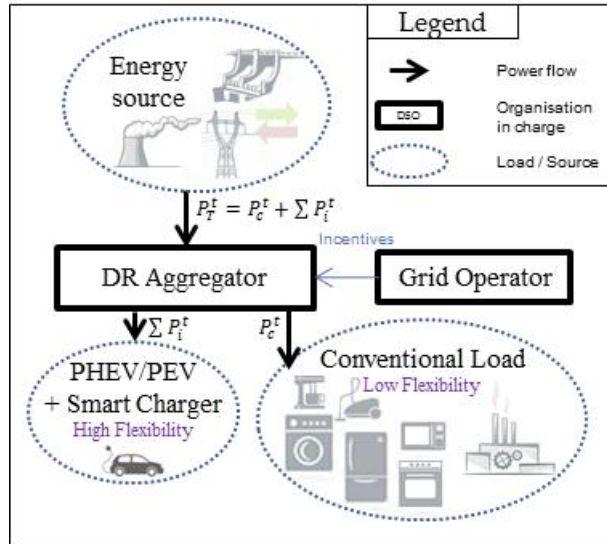 Legend
Power flow
DSO
Organisation
in charge
Load / Source
Energy
source
P_T^t = P_c^t + ∑ P_i^t
Incentives
DR Aggregator
Grid Operator
∑ P_i^t
P_c^t
PHEV/PEV
+ Smart Charger
High Flexibility
Conventional Load
Low Flexibility